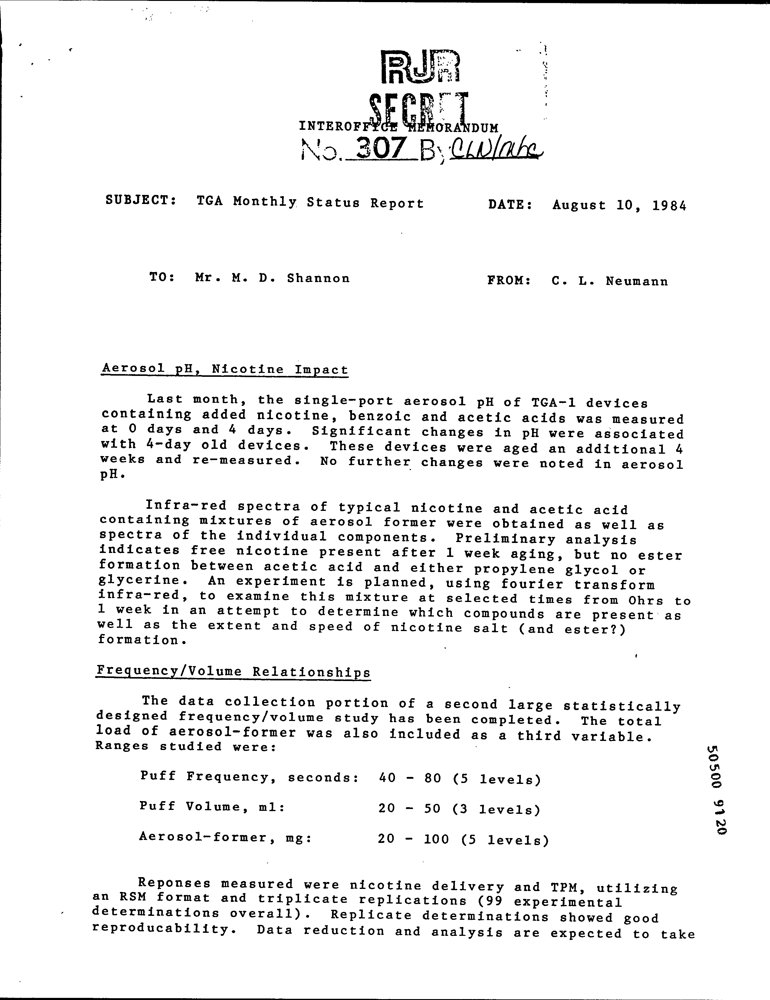 RJR
SECRET
INTEROFFICE MEMORANDUM
No. 307 By CLN/
SUBJECT: TGA Monthly Status Report DATE: August 10, 1984
TO: Mr. M. D. Shannon FROM: C. L. Neumann
Aerosol pH, Nicotine Impact
Last month, the single-port aerosol pH of TGA-1 devices
containing added nicotine, benzoic and acetic acids was measured
at 0 days and 4 days. Significant changes in pH were associated
with 4-day old devices. These devices were aged an additional 4
weeks and re-measured. No further changes were noted in aerosol
pH.
Infra-red spectra of typical nicotine and acetic acid
containing mixtures of aerosol former were obtained as well as
spectra of the individual components. Preliminary analysis
indicates free nicotine present after 1 week aging, but no ester
formation between acetic acid and either propylene glycol or
glycerine. An experiment is planned, using fourier transform
infra-red, to examine this mixture at selected times from 0hrs to
1 week in an attempt to determine which compounds are present as
well as the extent and speed of nicotine salt (and ester?)
formation.
Frequency/Volume Relationships
The data collection portion of a second large statistically
designed frequency/volume study has been completed. The total
load of aerosol-former was also included as a third variable.
Ranges studied were:
Puff Frequency, seconds: 40 - 80 (5 levels)
Puff Volume, ml: 20 - 50 (3 levels)
Aerosol-former, mg: 20 - 100 (5 levels)
Reponses measured were nicotine delivery and TPM, utilizing
an RSM format and triplicate replications (99 experimental
determinations overall). Replicate determinations showed good
reproducability. Data reduction and analysis are expected to take
50500 9120